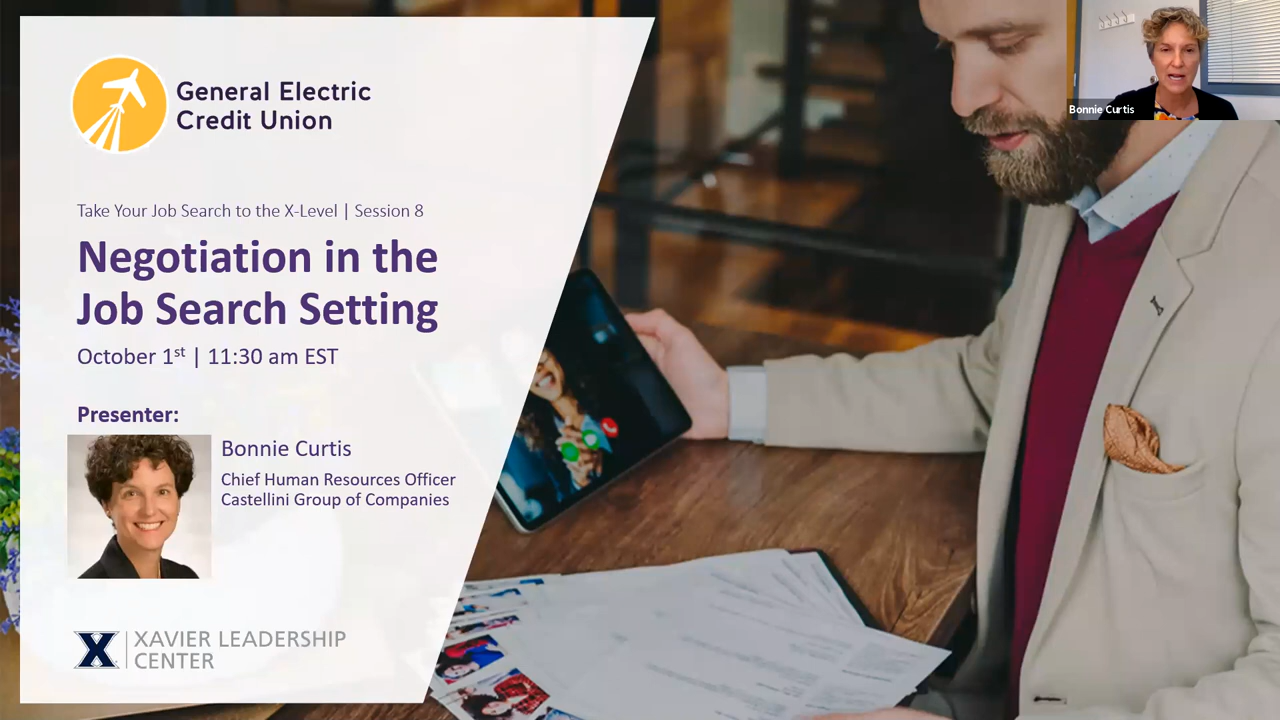 General Electric
Credit Union
Bonnie Curtis
Take Your Job Search to the X-Level | Session 8
Negotiation in the
Job Search Setting
October 1st | 11:30 am EST
Presenter:
Bonnie Curtis
Chief Human Resources Officer
Castellini Group of Companies
X
XAVIER LEADERSHIP
CENTER